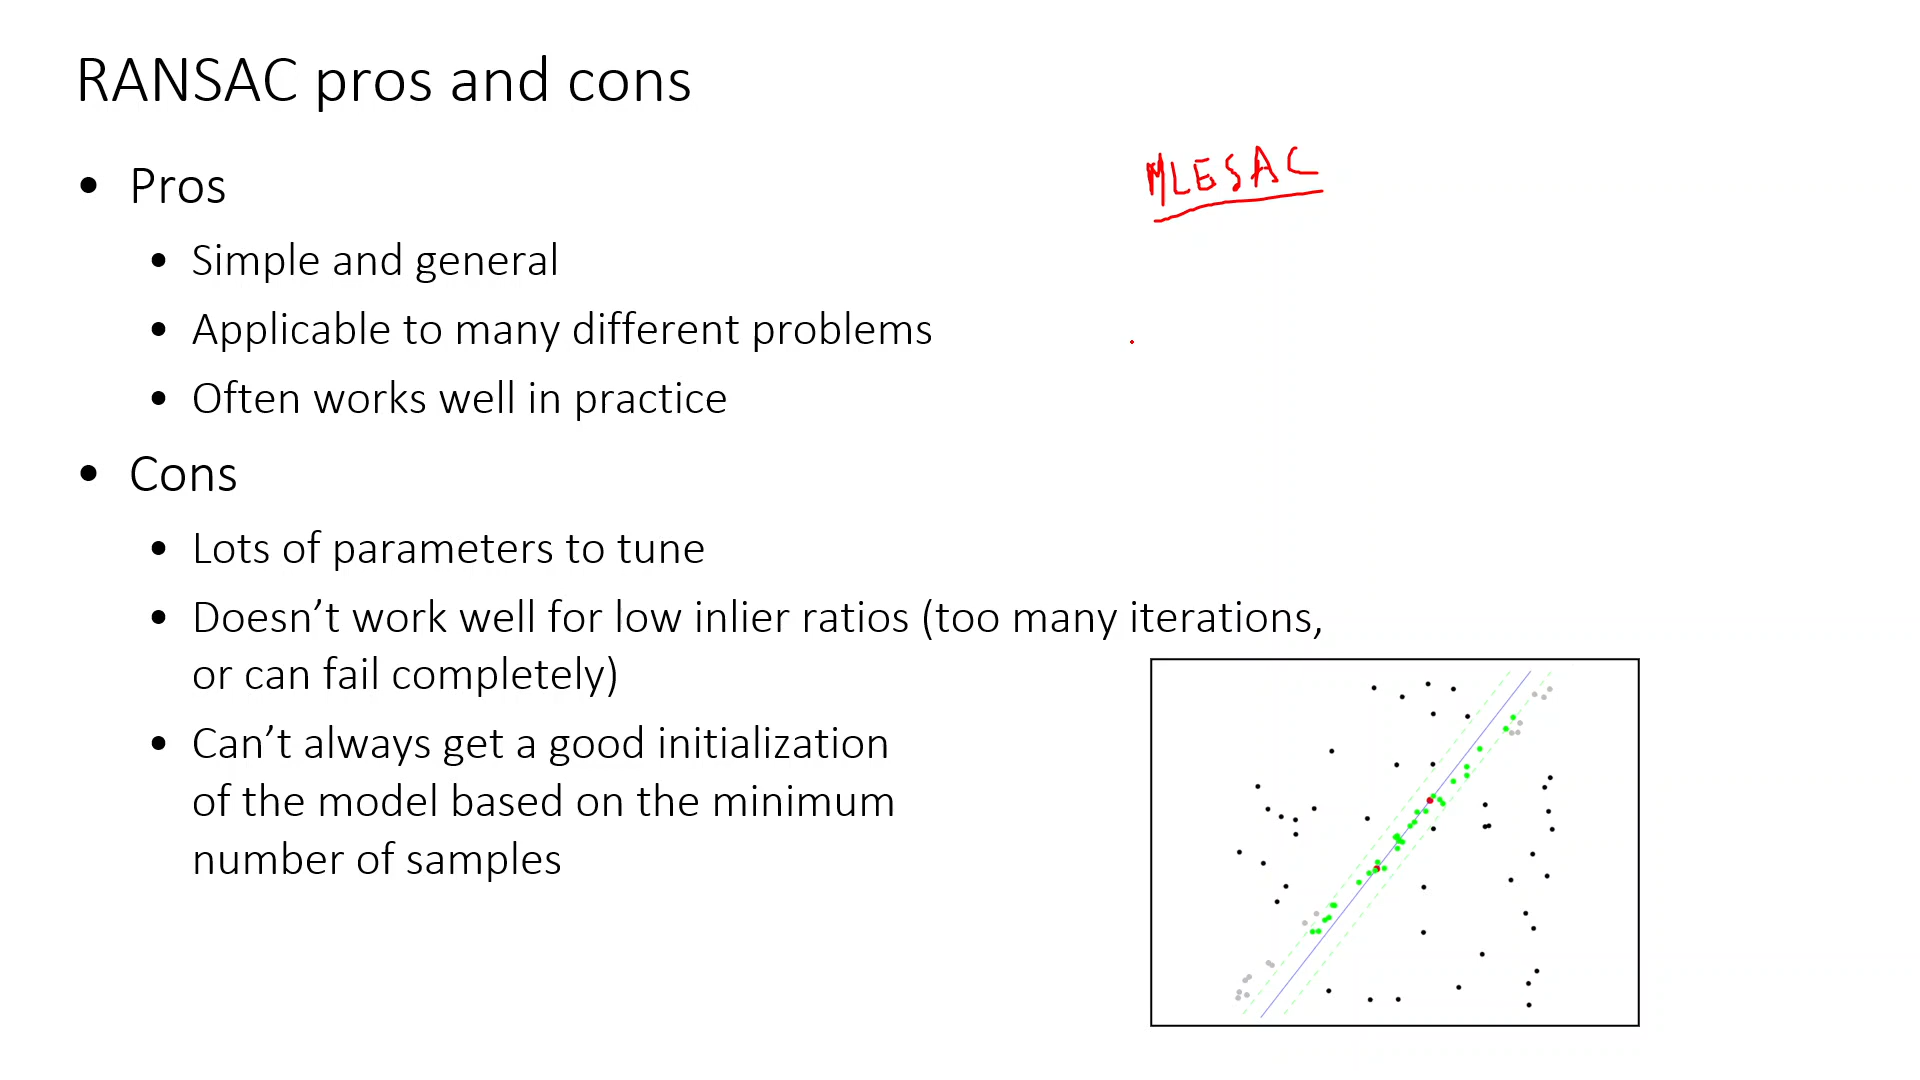 RANSAC pros and cons
MLESAC
• Pros
• Simple and general
• Applicable to many different problems
• Often works well in practice
• Cons
• Lots of parameters to tune
• Doesn’t work well for low inlier ratios (too many iterations,
or can fail completely)
• Can’t always get a good initialization
of the model based on the minimum
number of samples